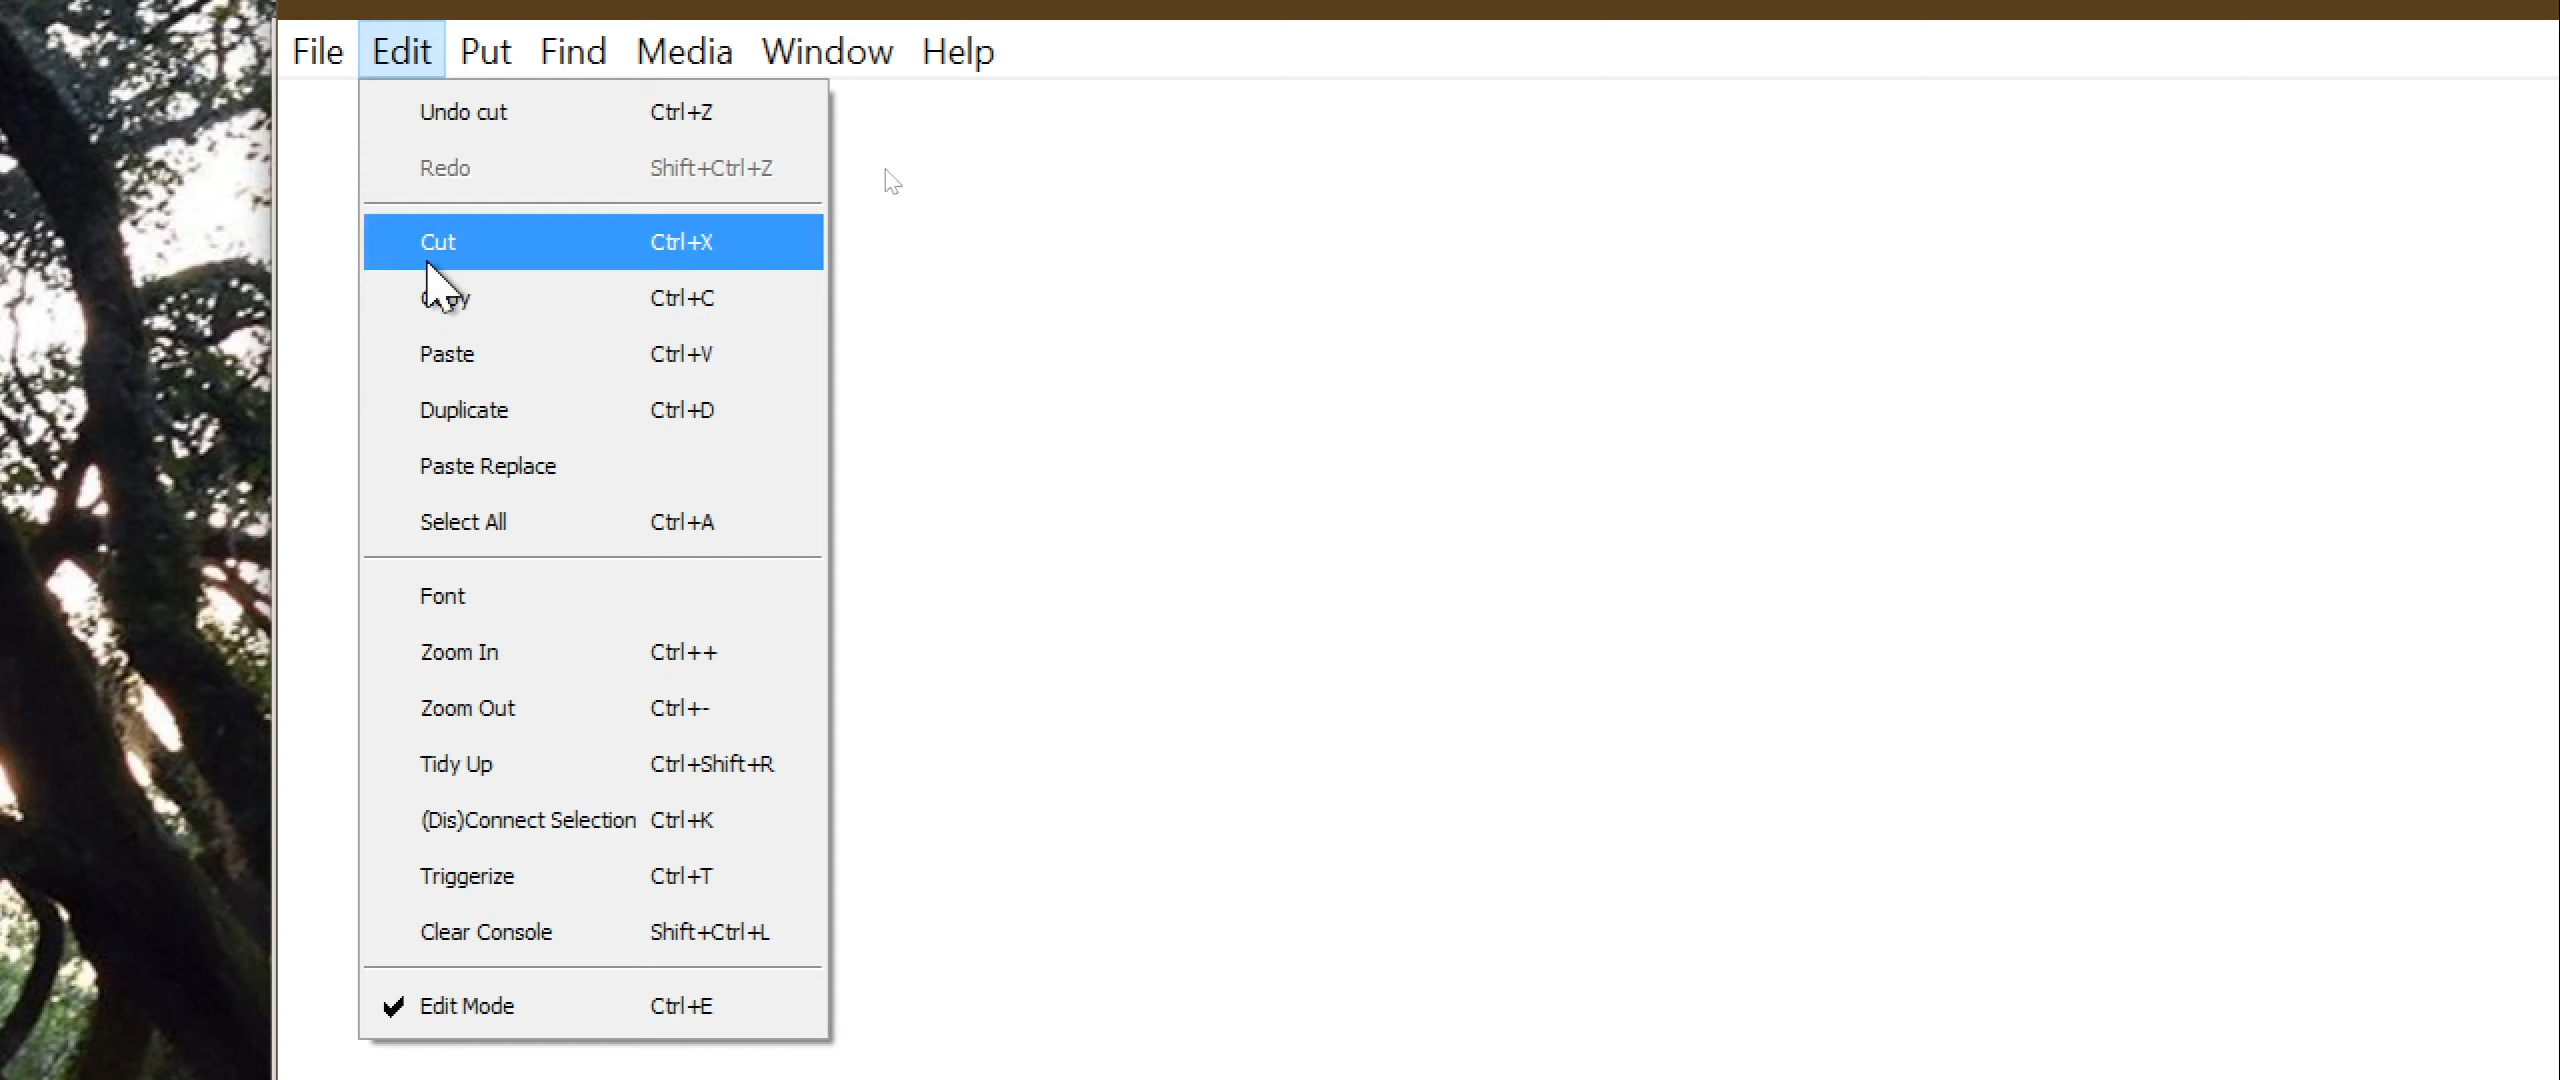 File Edit Put Find Media Window Help
Undo cut Ctrl+Z
Redo Shift+Ctrl+Z
Cut Ctrl+X
Copy Ctrl+C
Paste Ctrl+V
Duplicate Ctrl+D
Paste Replace
Select All Ctrl+A
Font
Zoom In Ctrl++
Zoom Out Ctrl+-
Tidy Up Ctrl+Shift+R
(Dis)Connect Selection Ctrl+K
Triggerize Ctrl+T
Clear Console Shift+Ctrl+L
Edit Mode Ctrl+E